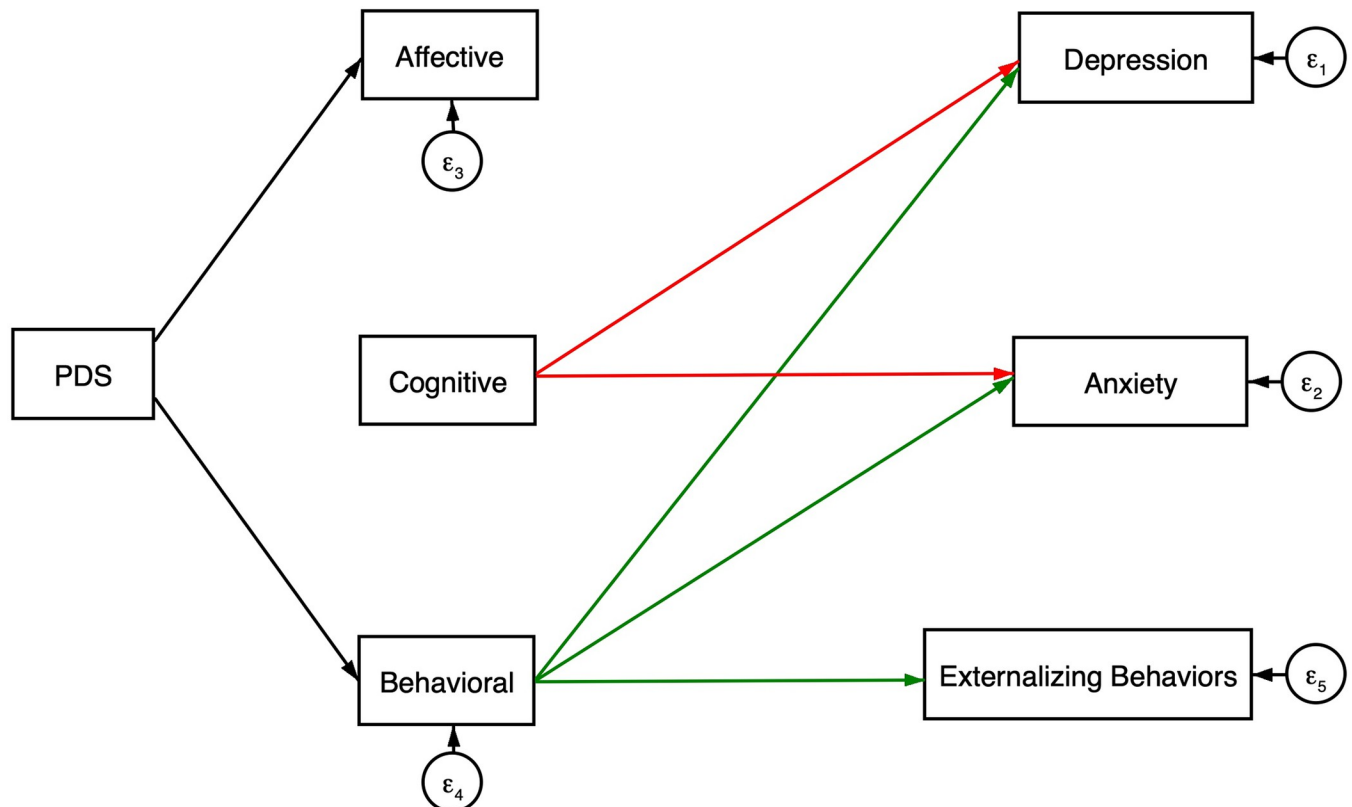 Affective
Depression
ε1
ε3
PDS
Cognitive
Anxiety
ε2
Behavioral
Externalizing Behaviors
ε5
ε4